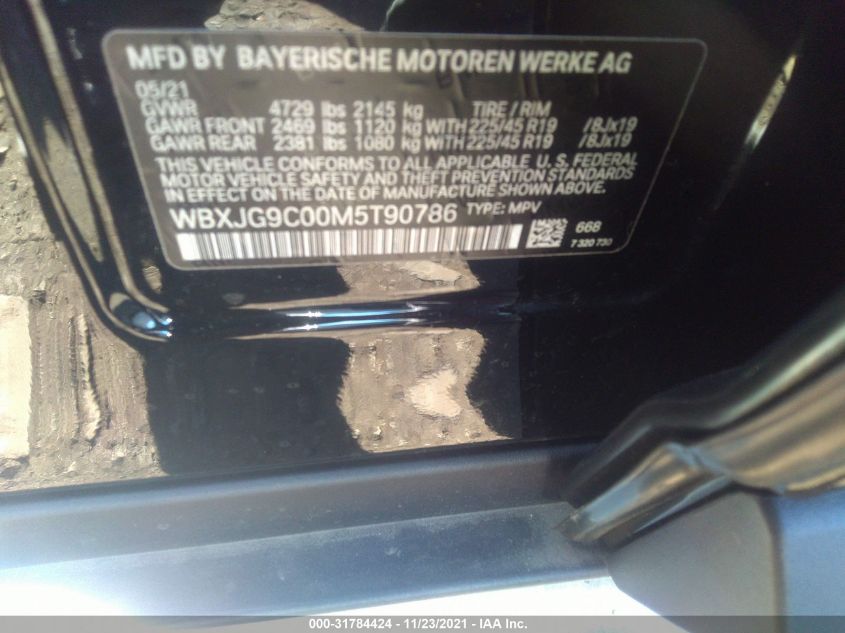 MFD BY BAYERISCHE MOTOREN WERKE AG
05/21
GVWR 4729 lbs 2145 kg TIRE / RIM
GAWR FRONT 2469 lbs 1120 kg WITH 225/45 R19 /8Jx19
GAWR REAR 2381 lbs 1080 kg WITH 225/45 R19 /8Jx19
THIS VEHICLE CONFORMS TO ALL APPLICABLE U. S. FEDERAL
MOTOR VEHICLE SAFETY AND THEFT PREVENTION STANDARDS
IN EFFECT ON THE DATE OF MANUFACTURE SHOWN ABOVE.
WBXJG9C00M5T90786 TYPE: MPV
668
7 320 730
000-31784424 - 11/23/2021 - IAA Inc.